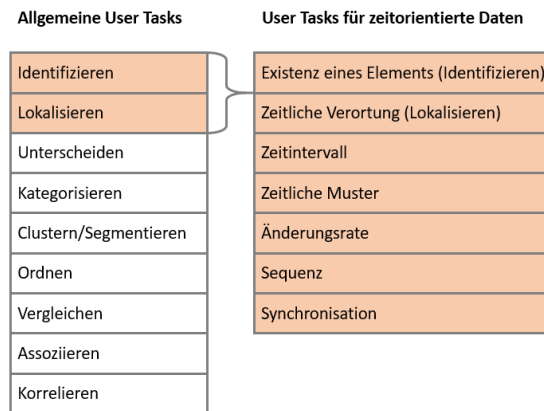 Allgemeine User Tasks
User Tasks für zeitorientierte Daten
Identifizieren
Lokalisieren
Unterscheiden
Kategorisieren
Clustern/Segmentieren
Ordnen
Vergleichen
Assoziieren
Korrelieren
Existenz eines Elements (Identifizieren)
Zeitliche Verortung (Lokalisieren)
Zeitintervall
Zeitliche Muster
Änderungsrate
Sequenz
Synchronisation